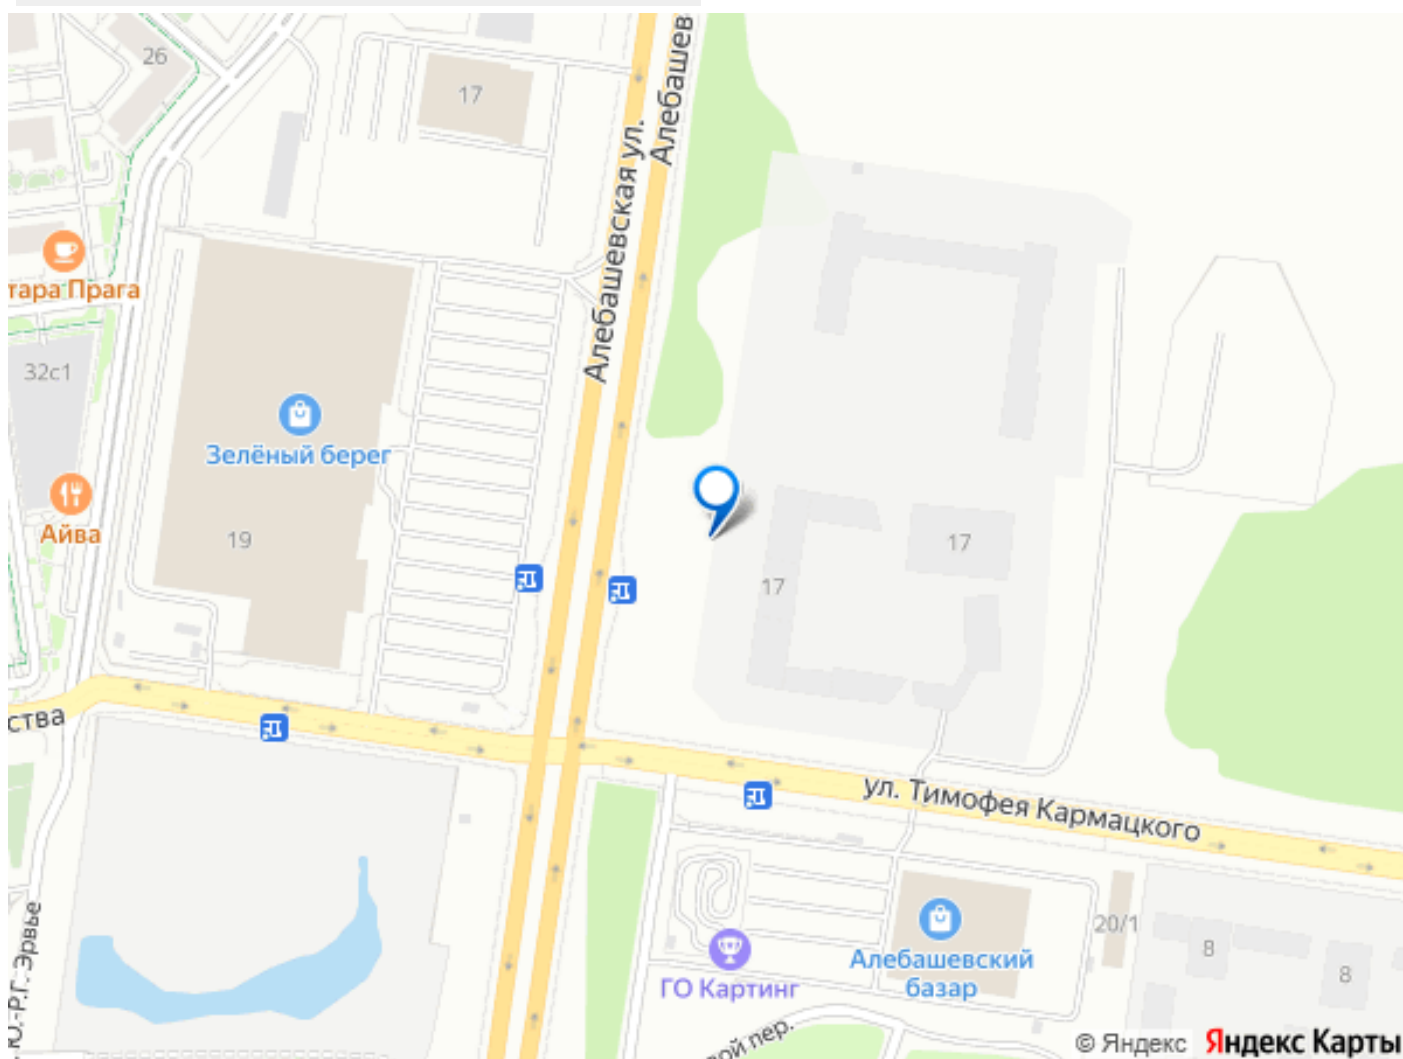 26
17
Алебашевская ул.
Алебашев
тара Прага
32с1
Зелёный берег
Айва
19
17
17
ства
ул. Тимофея Кармацкого
Ю.-Р.Г. Эрвье
20/1
8
8
Алебашевский
базар
ГО Картинг
вой пер.
© Яндекс
Яндекс Карты